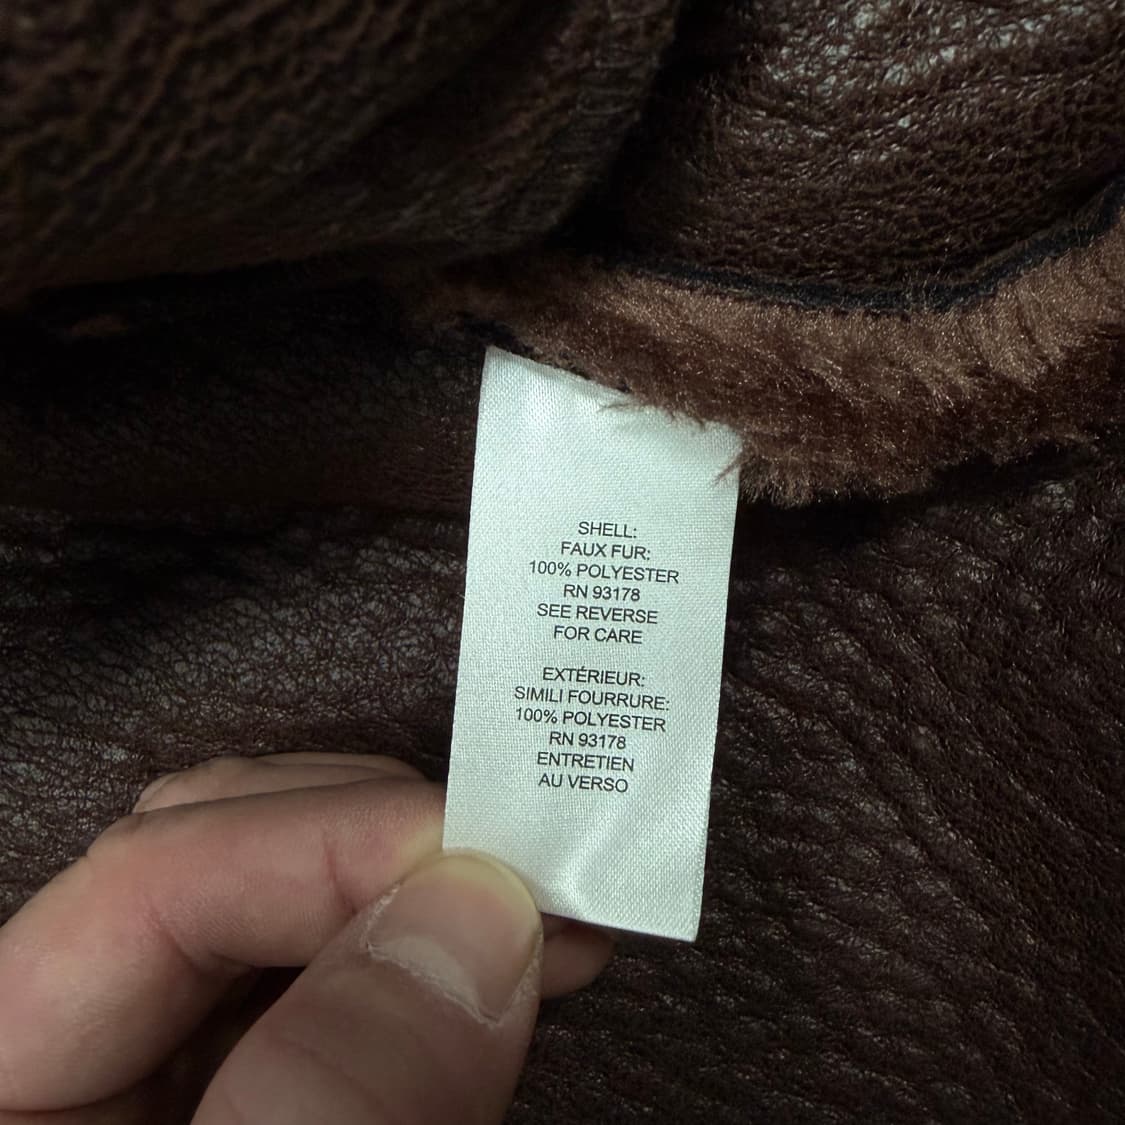 SHELL:
FAUX FUR:
100% POLYESTER
RN 93178
SEE REVERSE
FOR CARE
EXTÉRIEUR:
SIMILI FOURRURE:
100% POLYESTER
RN 93178
ENTRETIEN
AU VERSO